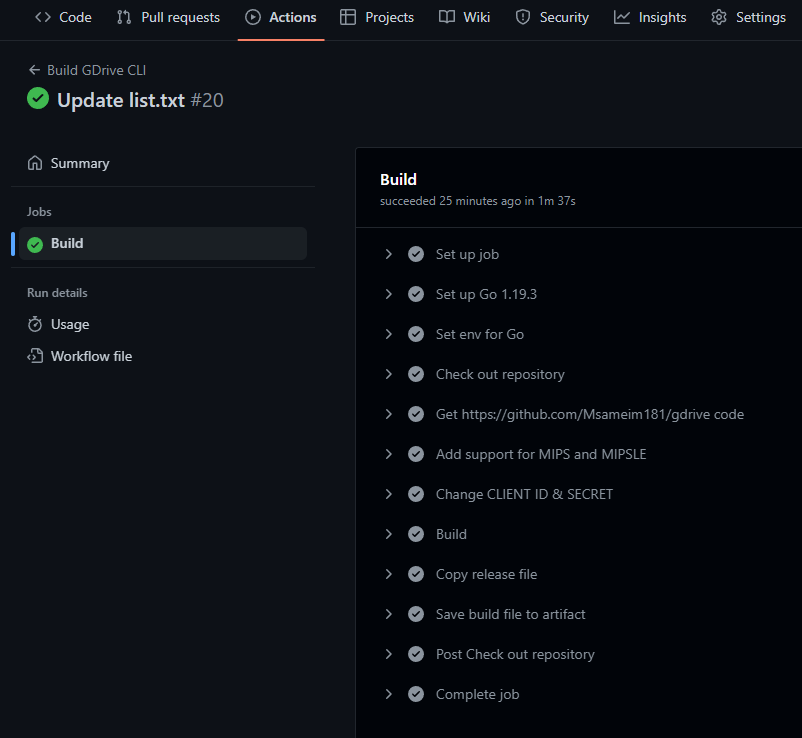 Code Pull requests Actions Projects Wiki Security Insights Settings
Build GDrive CLI
Update list.txt #20
Summary
Jobs
Build
Run details
Usage
Workflow file
Build
succeeded 25 minutes ago in 1m 37s
Set up job
Set up Go 1.19.3
Set env for Go
Check out repository
Get https://github.com/Msameim181/gdrive code
Add support for MIPS and MIPSLE
Change CLIENT ID & SECRET
Build
Copy release file
Save build file to artifact
Post Check out repository
Complete job